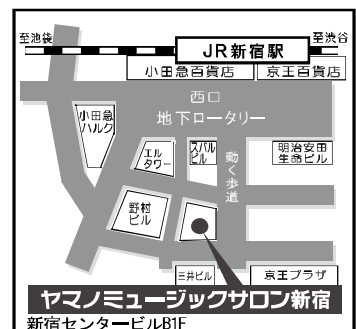 至池袋
至渋谷
JR新宿駅
小田急百貨店
京王百貨店
西口
地下ロータリー
小田急
ハルク
エル
タワー
スバル
ビル
動く歩道
明治安田
生命ビル
野村
ビル
三井ビル
京王プラザ
ヤマノミュージックサロン新宿
新宿センタービルB1F